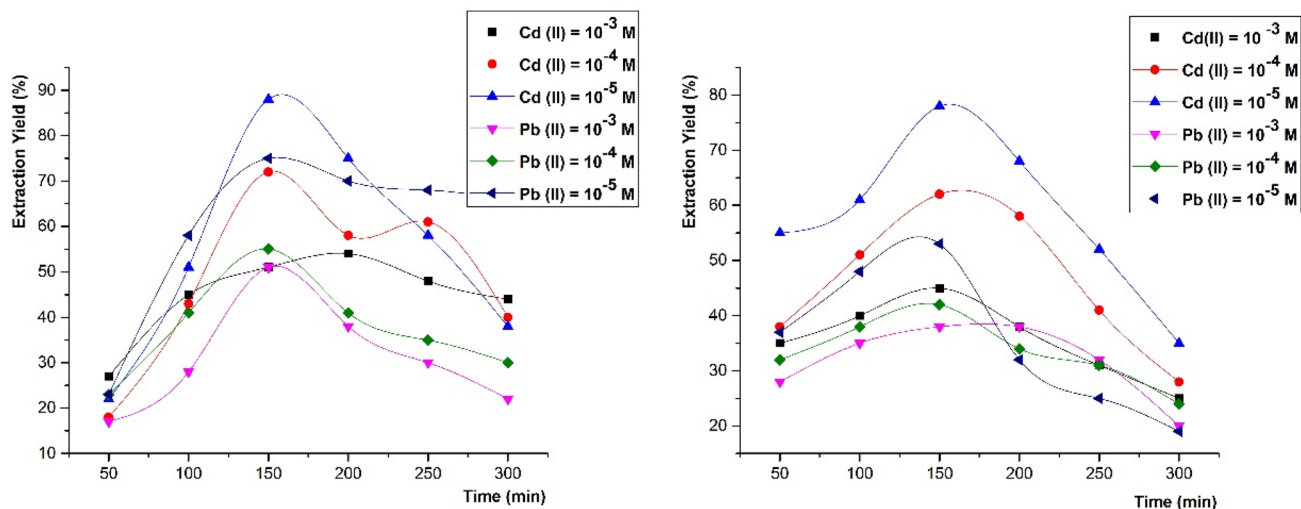 Cd (II) = 10⁻³ M
Cd (II) = 10⁻⁴ M
Cd (II) = 10⁻⁵ M
Pb (II) = 10⁻³ M
Pb (II) = 10⁻⁴ M
Pb (II) = 10⁻⁵ M
Extraction Yield (%)
90
80
70
60
50
40
30
20
10
50 100 150 200 250 300
Time (min)
Cd(II) = 10⁻³ M
Cd (II) = 10⁻⁴ M
Cd (II) = 10⁻⁵ M
Pb (II) = 10⁻³ M
Pb (II) = 10⁻⁴ M
Pb (II) = 10⁻⁵ M
Extraction Yield (%)
80
70
60
50
40
30
20
50 100 150 200 250 300
Time (min)